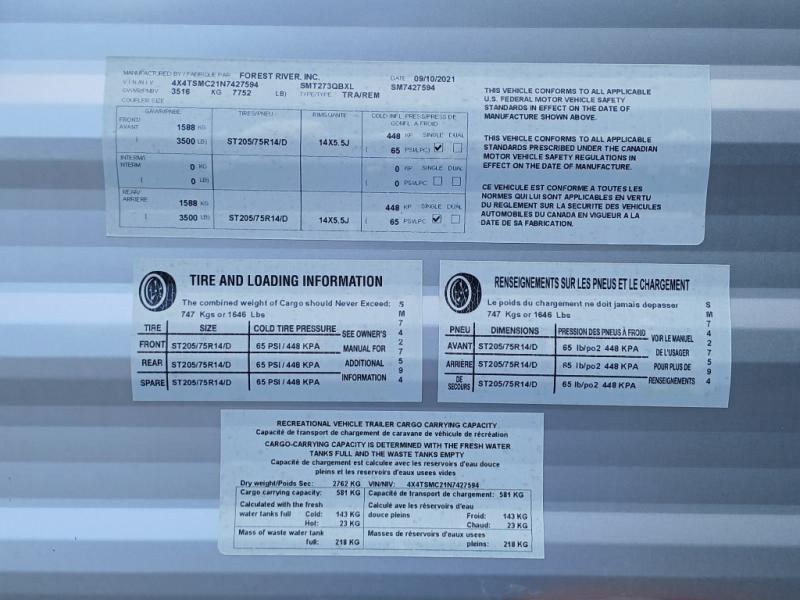 MANUFACTURED BY / FABRIQUE PAR FOREST RIVER, INC. DATE 09/10/2021
V.I.N./N.I.V. 4X4TSMC21N7427594 SMT273QBXL SM7427594
GVWR/PNBV 3516 KG 7752 LB) TYPE/TYPE TRA/REM
COUPLER SIZE
GAWR/PNBE TIRES/PNEU RIMS/JANTE COLD INFL.PRESS/PRESS DE GONFL. A FROID
FRONT/ AVANT 1588 KG 448 KP SINGLE DUAL
( 3500 LB) ST205/75R14/D 14X5.5J ( 65 PSI/LPC)
INTERM/ INTERM 0 KG 0 KP SINGLE DUAL
( 0 LB) ( 0 PSI/LPC
REAR/ ARRIERE 1588 KG 448 KP SINGLE DUAL
( 3500 LB) ST205/75R14/D 14X5.5J ( 65 PSI/LPC
THIS VEHICLE CONFORMS TO ALL APPLICABLE
U.S. FEDERAL MOTOR VEHICLE SAFETY
STANDARDS IN EFFECT ON THE DATE OF
MANUFACTURE SHOWN ABOVE.
THIS VEHICLE CONFORMS TO ALL APPLICABLE
STANDARDS PRESCRIBED UNDER THE CANADIAN
MOTOR VEHICLE SAFETY REGULATIONS IN
EFFECT ON THE DATE OF MANUFACTURE.
CE VEHICULE EST CONFORME A TOUTES LES
NORMES QUI LUI SONT APPLICABLES EN VERTU
DU REGLEMENT SUR LA SECURITE DES VEHICULES
AUTOMOBILES DU CANADA EN VIGUEUR A LA
DATE DE SA FABRICATION.
TIRE AND LOADING INFORMATION
The combined weight of Cargo should Never Exceed:
747 Kgs or 1646 Lbs
TIRE SIZE COLD TIRE PRESSURE SEE OWNER'S
FRONT ST205/75R14/D 65 PSI / 448 KPA MANUAL FOR
REAR ST205/75R14/D 65 PSI / 448 KPA ADDITIONAL
SPARE ST205/75R14/D 65 PSI / 448 KPA INFORMATION
SM7427594
RENSEIGNEMENTS SUR LES PNEUS ET LE CHARGEMENT
Le poids du chargement ne doit jamais depasser
747 Kgs or 1646 Lbs
PNEU DIMENSIONS PRESSION DES PNEUS À FROID VOIR LE MANUEL
AVANT ST205/75R14/D 65 lb/po2 448 KPA DE L'USAGER
ARRIÈRE ST205/75R14/D 65 lb/po2 448 KPA POUR PLUS DE
DE SECOURS ST205/75R14/D 65 lb/po2 448 KPA RENSEIGNEMENTS
SM7427594
RECREATIONAL VEHICLE TRAILER CARGO CARRYING CAPACITY
Capacité de transport de chargement de caravane de véhicule de récréation
CARGO-CARRYING CAPACITY IS DETERMINED WITH THE FRESH WATER
TANKS FULL AND THE WASTE TANKS EMPTY
Capacité de chargement est calculée avec les reservoirs d'eau douce
pleins et les reservoirs d'eaux usees vides
Dry weight/Poids Sec: 2762 KG VIN/NIV: 4X4TSMC21N7427594
Cargo carrying capacity: 581 KG Capacité de transport de chargement: 581 KG
Calculated with the fresh Calculé ave les réservoirs d'eau
water tanks full Cold: 143 KG douce pleins Froid: 143 KG
Hot: 23 KG Chaud: 23 KG
Mass of waste water tank Masses de réservoirs d'eaux usees
full: 218 KG pleins: 218 KG